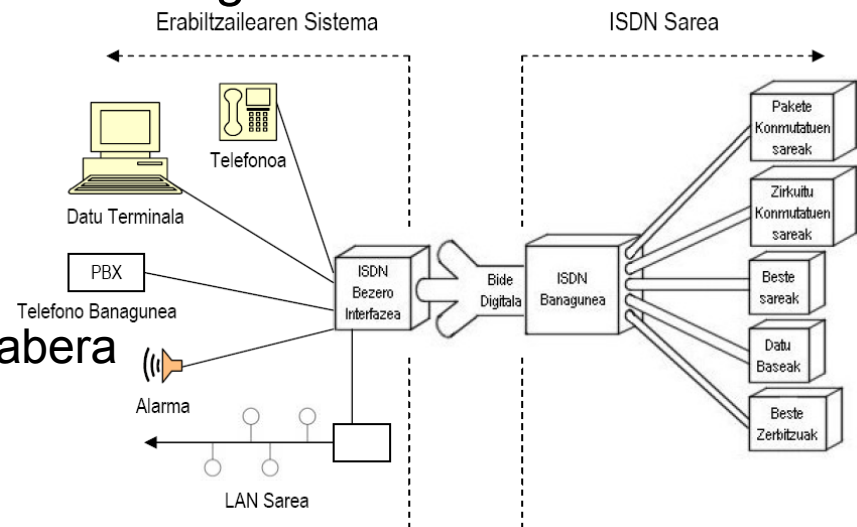 g
Erabiltzailearen Sistema
ISDN Sarea
Telefonoa
Datu Terminala
PBX
Telefono Banagunea
abera
Alarma
LAN Sarea
ISDN
Bezero
Interfazea
Bide
Digitala
ISDN
Banagunea
Pakete
Konmutatuen
sareak
Zirkuitu
Konmutatuen
sareak
Beste
sareak
Datu
Baseak
Beste
Zerbitzuak